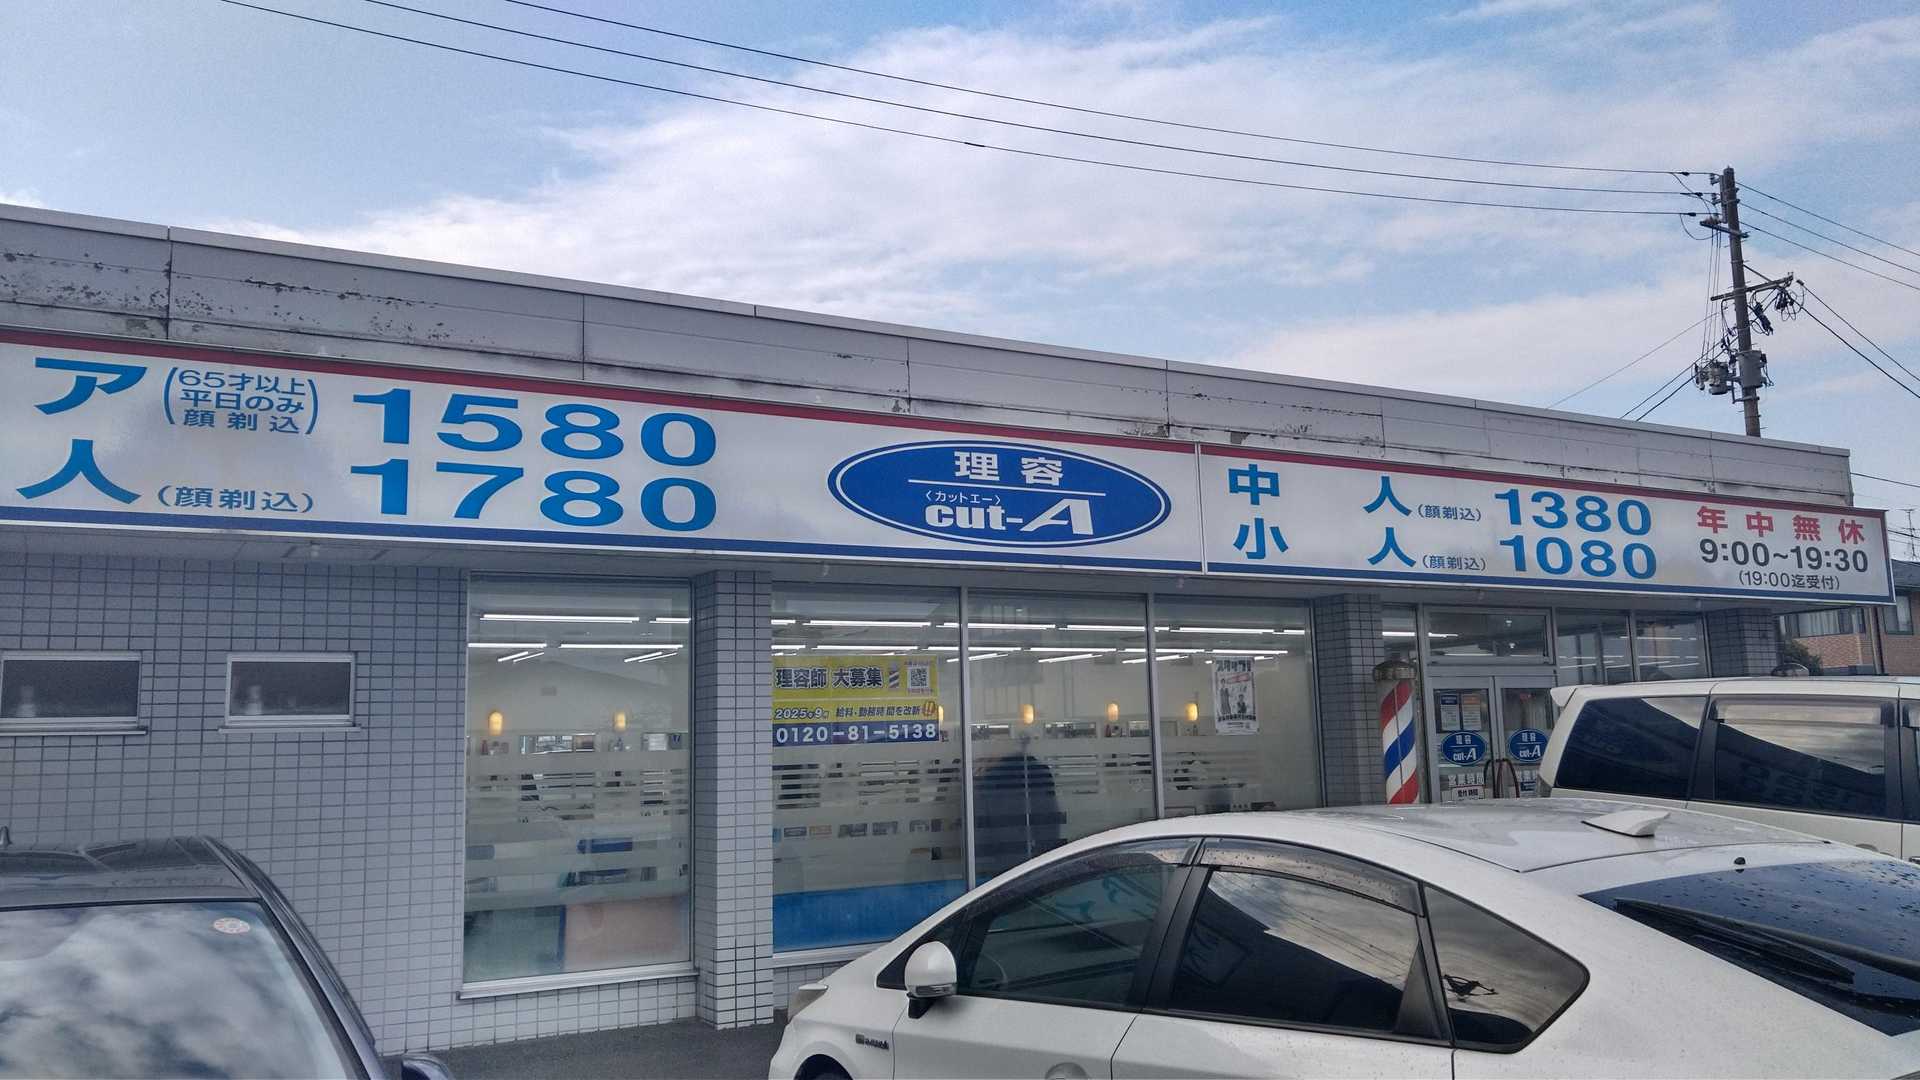 ア (65才以上 平日のみ 顔剃込) 1580
人 (顔剃込) 1780
理容
〈カットエー〉
cut-A
中人 (顔剃込) 1380
小人 (顔剃込) 1080
年中無休
9:00~19:30
(19:00迄受付)
理容師 大募集
2025年9月 給料・勤務時間を改新!!
0120-81-5138
理容
cut-A
営業時間
理容
cut-A